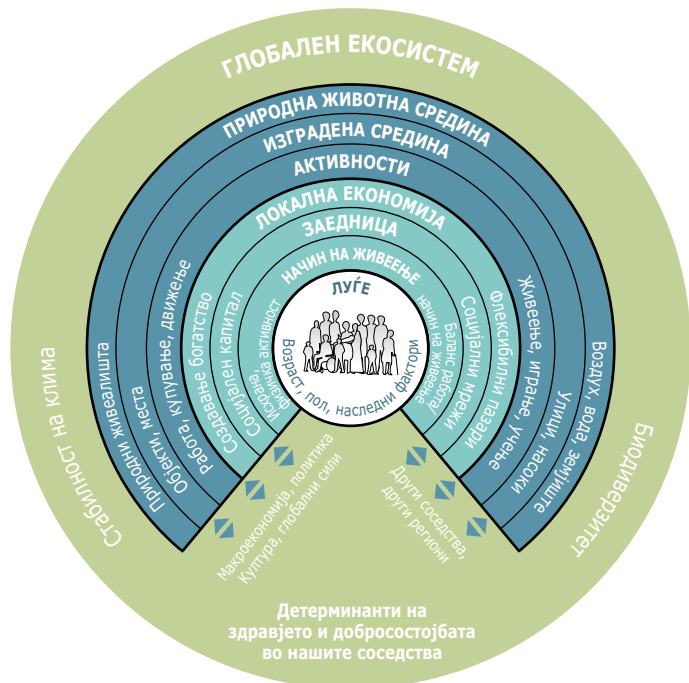 ГЛОБАЛЕН ЕКОСИСТЕМ
ПРИРОДНА ЖИВОТНА СРЕДИНА
ИЗГРАДЕНА СРЕДИНА
АКТИВНОСТИ
ЛОКАЛНА ЕКОНОМИЈА
ЗАЕДНИЦА
НАЧИН НА ЖИВЕЕЊЕ
ЛУЃЕ
Возраст, пол, наследни фактори
Стабилност на клима
Природни живеалишта
Објекти, места
Работа, купување, движење
Создавање богатство
Социјален капитал
Исхрана,
физичка активност
Баланс работа/
начин на живеење
Социјални мрежи
Флексибилни пазари
Живеење, играње, учење
Улици, насоки
Воздух, вода, земјиште
Биодиверзитет
Макроекономија, политика
Култура, глобални сили
Други соседства,
други региони
Детерминанти на
здравјето и добросостојбата
во нашите соседства